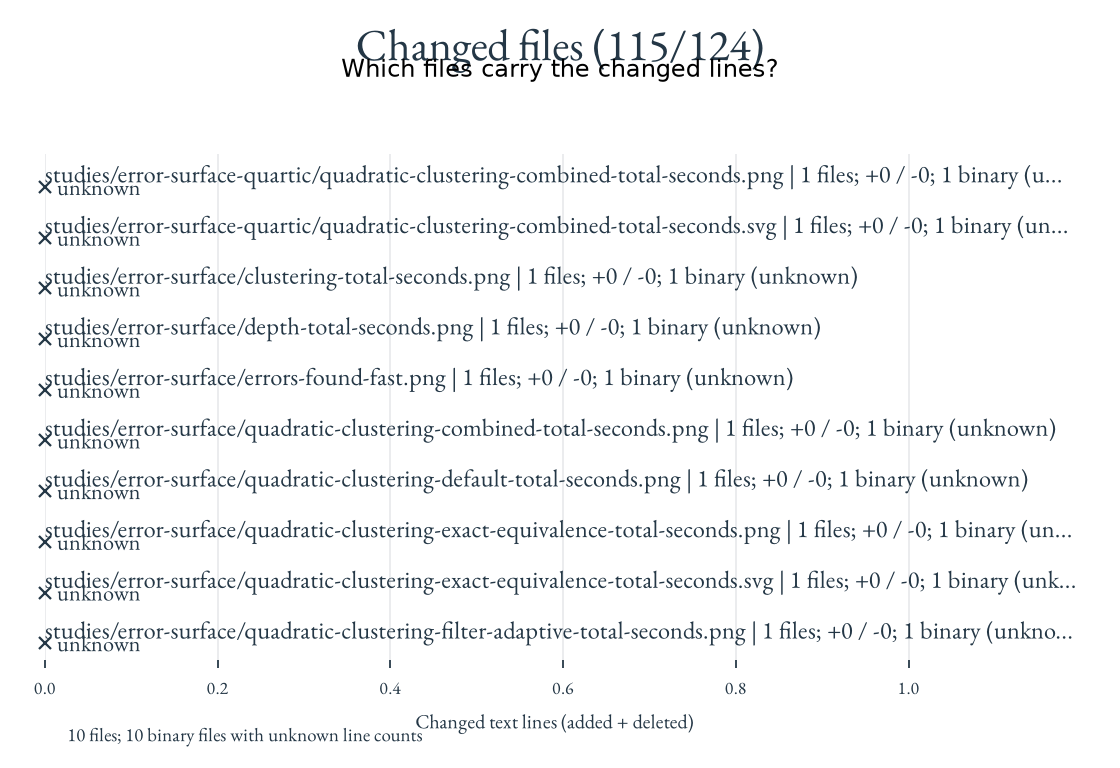 Changed files (115/124)
Which files carry the changed lines?
studies/error-surface-quartic/quadratic-clustering-combined-total-seconds.png | 1 files; +0 / -0; 1 binary (u...
unknown
studies/error-surface-quartic/quadratic-clustering-combined-total-seconds.svg | 1 files; +0 / -0; 1 binary (un...
unknown
studies/error-surface/clustering-total-seconds.png | 1 files; +0 / -0; 1 binary (unknown)
unknown
studies/error-surface/depth-total-seconds.png | 1 files; +0 / -0; 1 binary (unknown)
unknown
studies/error-surface/errors-found-fast.png | 1 files; +0 / -0; 1 binary (unknown)
unknown
studies/error-surface/quadratic-clustering-combined-total-seconds.png | 1 files; +0 / -0; 1 binary (unknown)
unknown
studies/error-surface/quadratic-clustering-default-total-seconds.png | 1 files; +0 / -0; 1 binary (unknown)
unknown
studies/error-surface/quadratic-clustering-exact-equivalence-total-seconds.png | 1 files; +0 / -0; 1 binary (un...
unknown
studies/error-surface/quadratic-clustering-exact-equivalence-total-seconds.svg | 1 files; +0 / -0; 1 binary (unk...
unknown
studies/error-surface/quadratic-clustering-filter-adaptive-total-seconds.png | 1 files; +0 / -0; 1 binary (unkno...
unknown
0.0 0.2 0.4 0.6 0.8 1.0
Changed text lines (added + deleted)
10 files; 10 binary files with unknown line counts